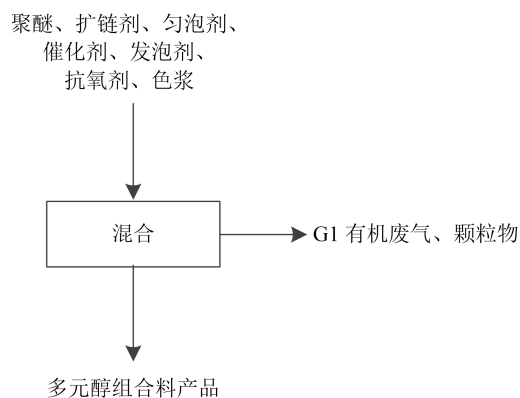 聚醚、扩链剂、匀泡剂、
催化剂、发泡剂、
抗氧剂、色浆
混合
G1 有机废气、颗粒物
多元醇组合料产品